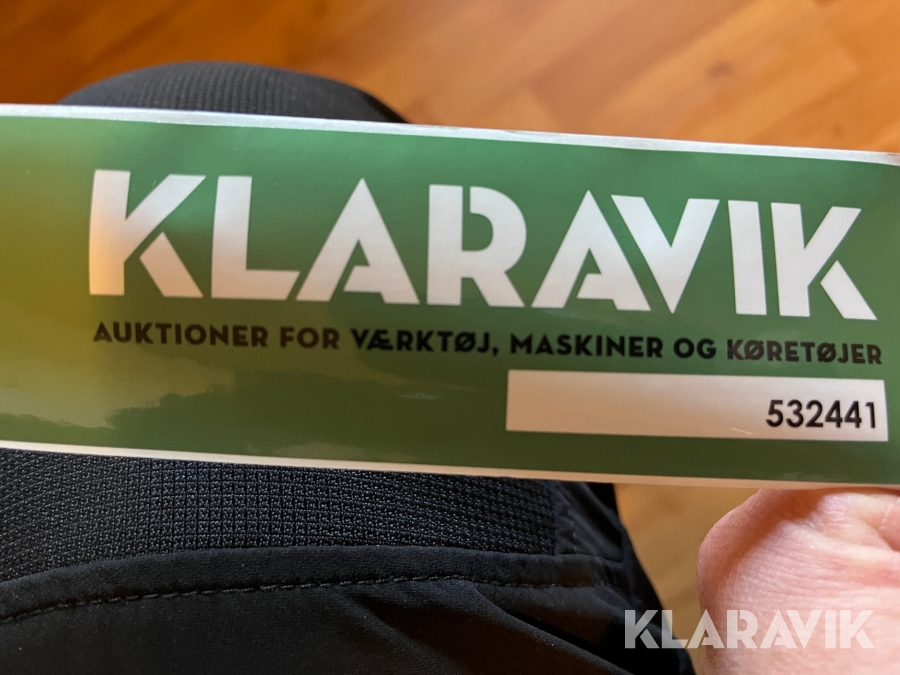 KLARAVIK
AUKTIONER FOR VÆRKTØJ, MASKINER OG KØRETØJER
532441
KLARAVIK